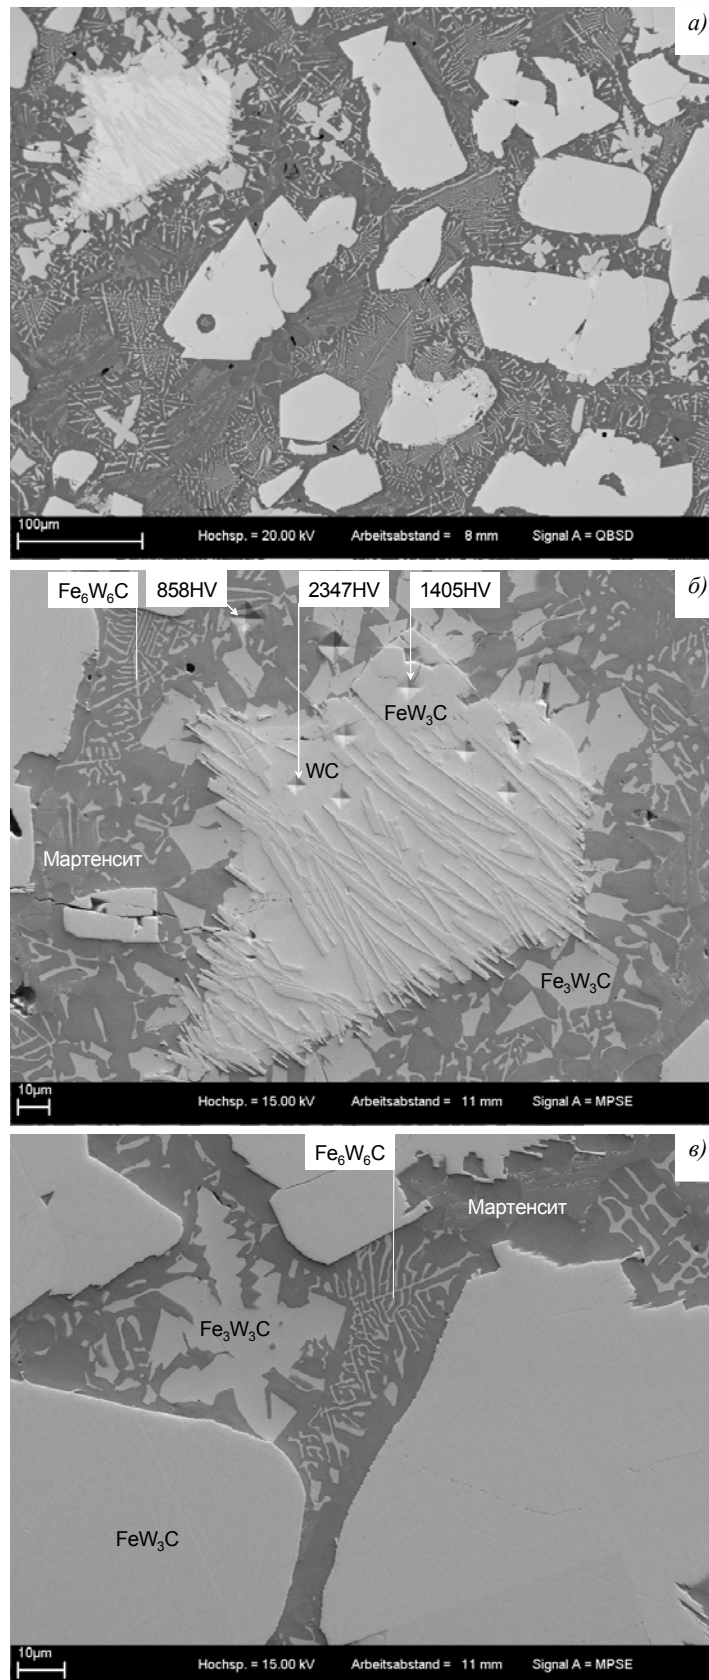 а)
100µm
Hochsp. = 20.00 kV Arbeitsabstand = 8 mm Signal A = QBSD
б)
Fe₆W₆C 858HV 2347HV 1405HV
FeW₃C
WC
Мартенсит
Fe₃W₃C
10µm
Hochsp. = 15.00 kV Arbeitsabstand = 11 mm Signal A = MPSE
в)
Fe₆W₆C
Мартенсит
Fe₃W₃C
FeW₃C
10µm
Hochsp. = 15.00 kV Arbeitsabstand = 11 mm Signal A = MPSE